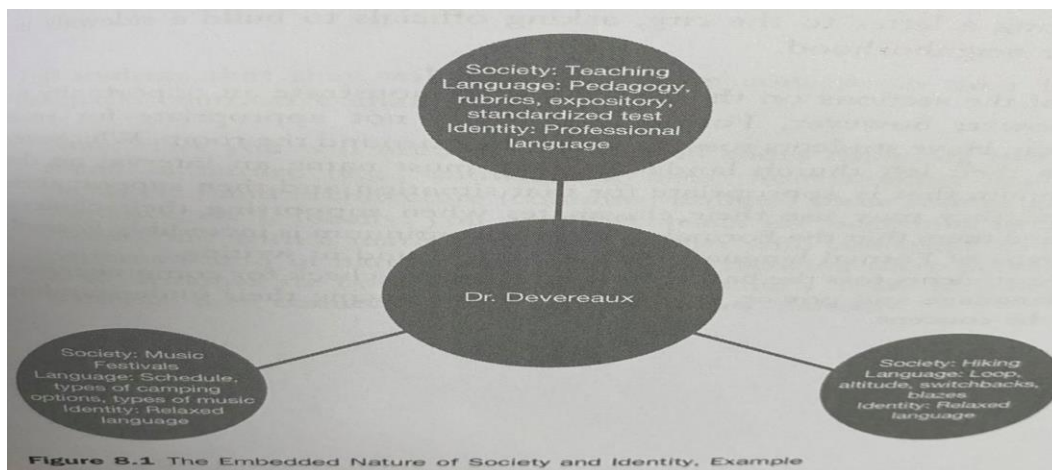 Society: Teaching
Language: Pedagogy,
rubrics, expository,
standardized test
Identity: Professional
language
Dr. Devereaux
Society: Music
Festivals
Language: Schedule,
types of camping
options, types of music
Identity: Relaxed
language
Society: Hiking
Language: Loop,
altitude, switchbacks,
blazes
Identity: Relaxed
language
Figure 8.1 The Embedded Nature of Society and Identity, Example